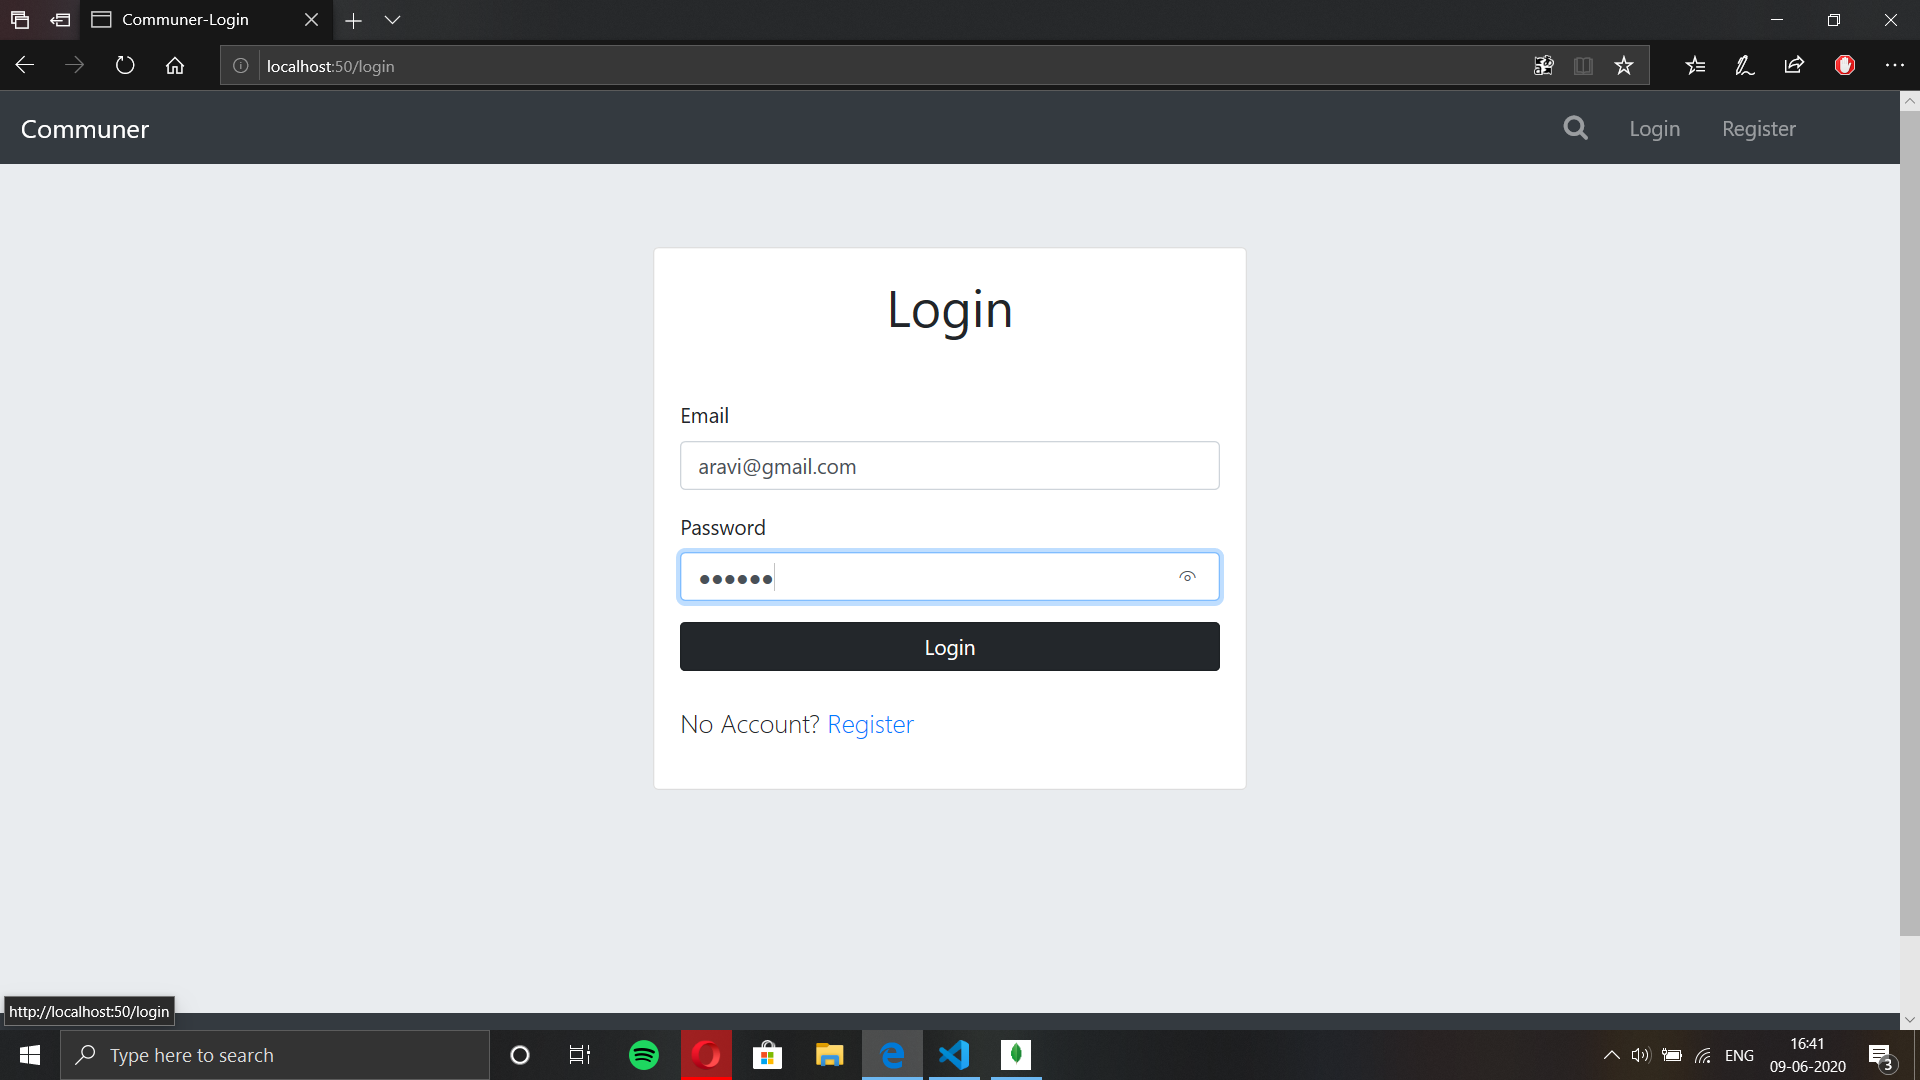 Communer-Login
localhost:50/login
Communer
Login
Register
Login
Email
aravi@gmail.com
Password
●●●●●●
Login
No Account? Register
http://localhost:50/login
Type here to search
ENG
16:41
09-06-2020
3